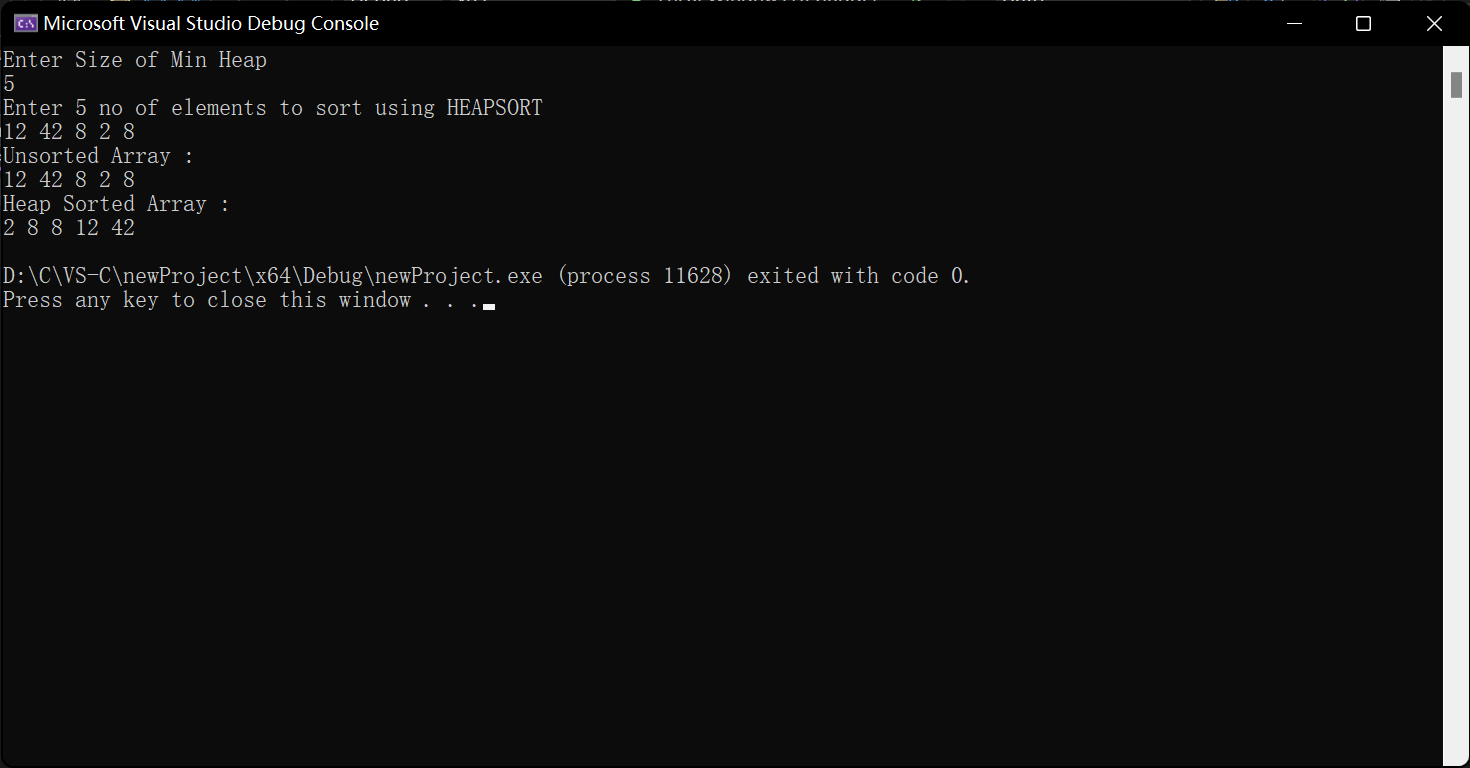 Microsoft Visual Studio Debug Console
Enter Size of Min Heap
5
Enter 5 no of elements to sort using HEAPSORT
12 42 8 2 8
Unsorted Array :
12 42 8 2 8
Heap Sorted Array :
2 8 8 12 42
D:\C\VS-C\newProject\x64\Debug\newProject.exe (process 11628) exited with code 0.
Press any key to close this window . . .